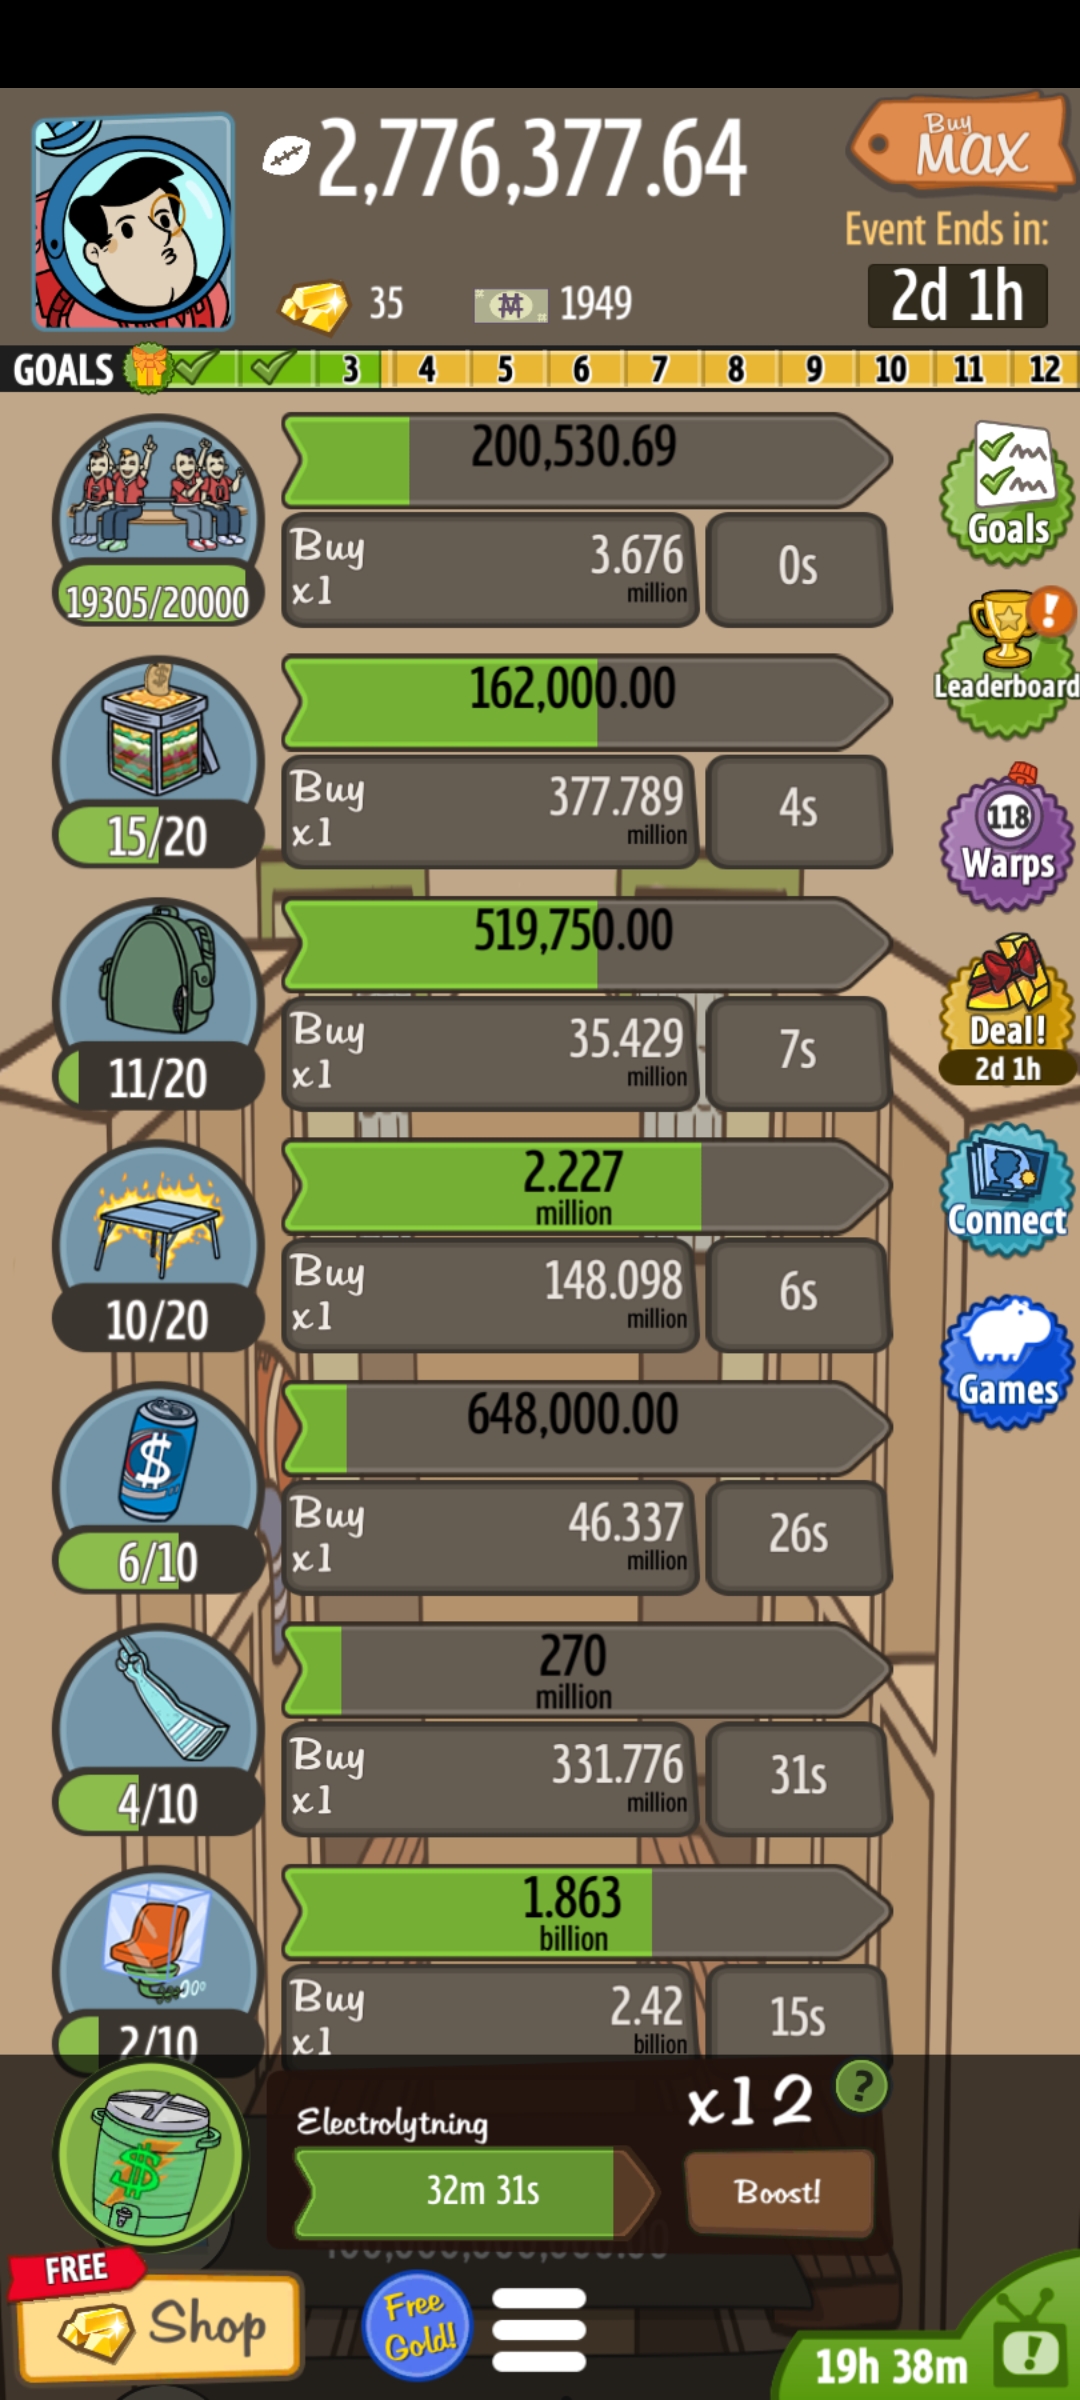 2,776,377.64
Buy
MAX
Event Ends in:
2d 1h
35
1949
GOALS 3 4 5 6 7 8 9 10 11 12
200,530.69
Buy
x1
3.676
million
0s
19305/20000
Goals
162,000.00
Buy
x1
377.789
million
4s
15/20
Leaderboard
519,750.00
Buy
x1
35.429
million
7s
11/20
118
Warps
Deal!
2d 1h
2.227
million
Buy
x1
148.098
million
6s
10/20
Connect
648,000.00
Buy
x1
46.337
million
26s
6/10
Games
270
million
Buy
x1
331.776
million
31s
4/10
1.863
billion
Buy
x1
2.42
billion
15s
2/10
Electrolytning
x12
?
32m 31s
Boost!
FREE
Shop
Free
Gold!
19h 38m